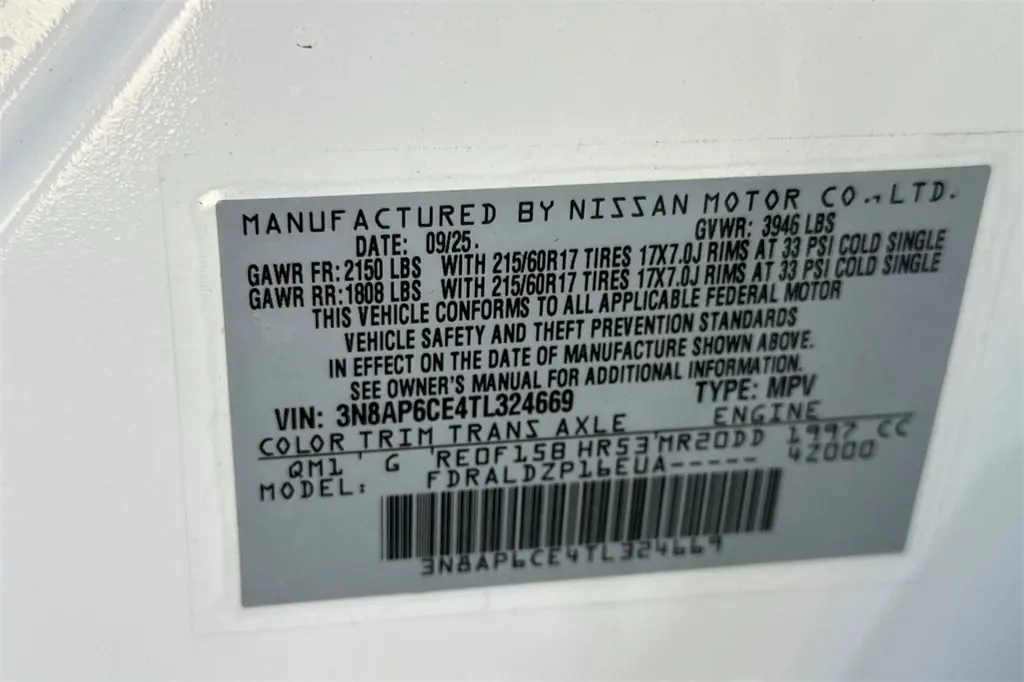 MANUFACTURED BY NISSAN MOTOR CO., LTD.
DATE: 09/25. GVWR: 3946 LBS
GAWR FR: 2150 LBS WITH 215/60R17 TIRES 17X7.0J RIMS AT 33 PSI COLD SINGLE
GAWR RR: 1808 LBS WITH 215/60R17 TIRES 17X7.0J RIMS AT 33 PSI COLD SINGLE
THIS VEHICLE CONFORMS TO ALL APPLICABLE FEDERAL MOTOR
VEHICLE SAFETY AND THEFT PREVENTION STANDARDS
IN EFFECT ON THE DATE OF MANUFACTURE SHOWN ABOVE.
SEE OWNER'S MANUAL FOR ADDITIONAL INFORMATION.
VIN: 3N8AP6CE4TL324669 TYPE: MPV
COLOR TRIM TRANS AXLE ENGINE
QM1 G RE0F15B HR53 MR20DD 1997 CC
MODEL: FDRALDZP16EUA----- 42000
3N8AP6CE4TL324669